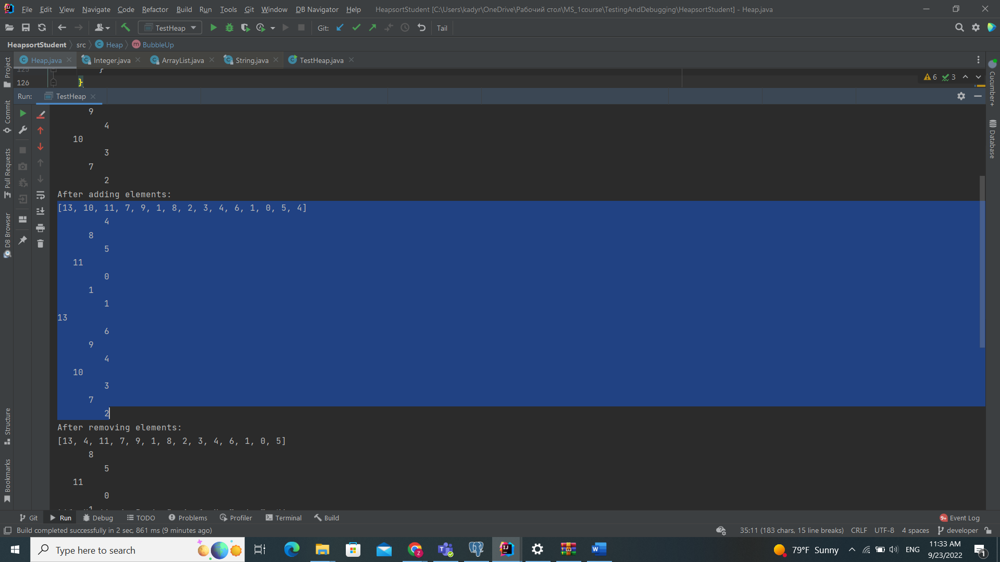 File Edit View Navigate Code Refactor Build Run Tools Git Window DB Navigator Help HeapsortStudent [C:\Users\kadyr\OneDrive\Рабочий стол\MS_1course\TestingAndDebugging\HeapsortStudent] - Heap.java
TestHeap Git: Tail
HeapsortStudent src Heap BubbleUp
Heap.java Integer.java ArrayList.java String.java TestHeap.java
125 }
126 } 6 3
Run: TestHeap
9
4
10
3
7
2
After adding elements:
[13, 10, 11, 7, 9, 1, 8, 2, 3, 4, 6, 1, 0, 5, 4]
4
8
5
11
0
1
1
13
6
9
4
10
3
7
2
After removing elements:
[13, 4, 11, 7, 9, 1, 8, 2, 3, 4, 6, 1, 0, 5]
8
5
11
0
1
Project
Commit
Pull Requests
DB Browser
Structure
Bookmarks
Cucumber+
Database
Git Run Debug TODO Problems Profiler Terminal Build 9+ Event Log
Build completed successfully in 2 sec, 861 ms (9 minutes ago) 35:11 (183 chars, 15 line breaks) CRLF UTF-8 4 spaces developer
Type here to search 79°F Sunny ENG 11:33 AM
9/23/2022 1